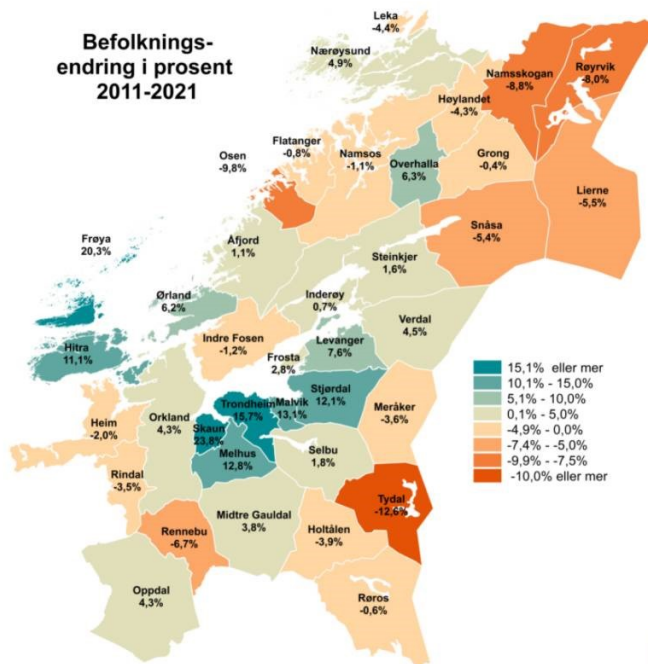 Befolknings-
endring i prosent
2011-2021
Leka
-4,4%
Nærøysund
4,9%
Namsskogan
-8,8%
Røyrvik
-8,0%
Høylandet
-4,3%
Flatanger
-0,8%
Namsos
-1,1%
Overhalla
6,3%
Grong
-0,4%
Osen
-9,8%
Lierne
-5,5%
Snåsa
-5,4%
Frøya
20,3%
Åfjord
1,1%
Steinkjer
1,6%
Ørland
6,2%
Inderøy
0,7%
Verdal
4,5%
Hitra
11,1%
Indre Fosen
-1,2%
Levanger
7,6%
Frosta
2,8%
Stjørdal
12,1%
Trondheim
15,7%
Malvik
13,1%
Meråker
-3,6%
Heim
-2,0%
Orkland
4,3%
Skaun
23,8%
Melhus
12,8%
Selbu
1,8%
Rindal
-3,5%
Tydal
-12,6%
Midtre Gauldal
3,8%
Holtålen
-3,9%
Rennebu
-6,7%
Oppdal
4,3%
Røros
-0,6%
15,1% eller mer
10,1% - 15,0%
5,1% - 10,0%
0,1% - 5,0%
-4,9% - 0,0%
-7,4% - -5,0%
-9,9% - -7,5%
-10,0% eller mer